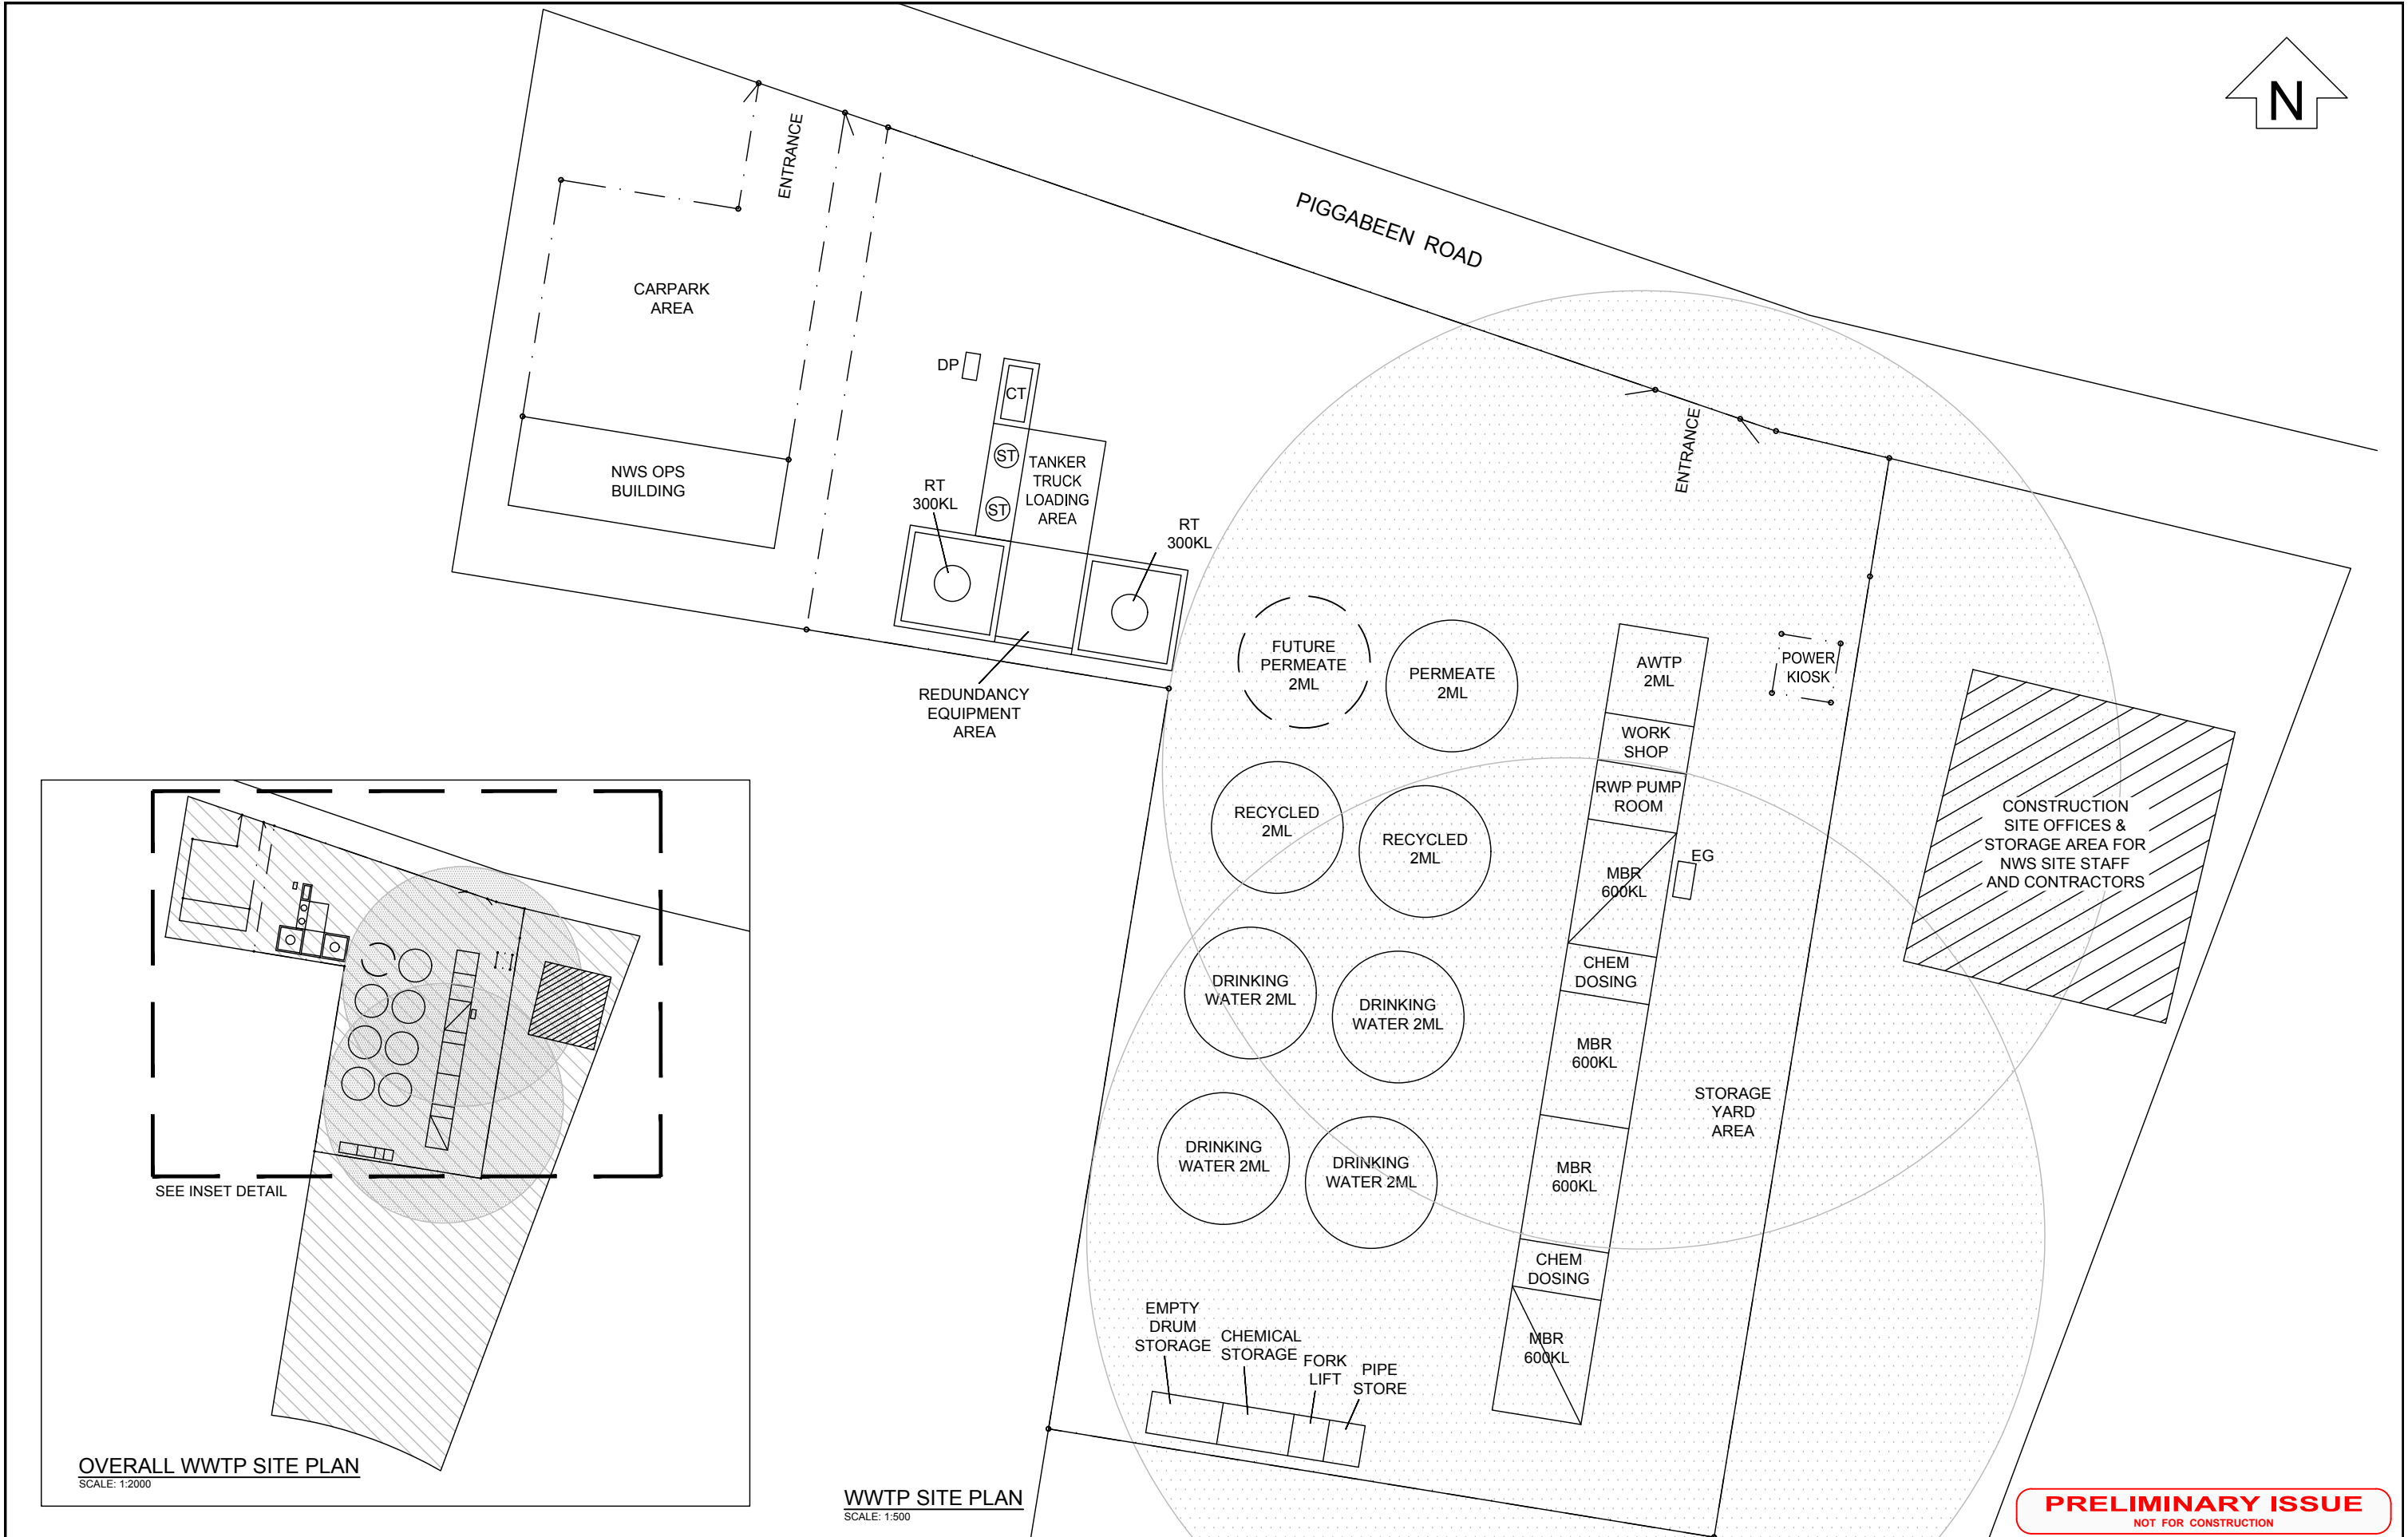 N
ENTRANCE
PIGGABEEN ROAD
CARPARK
AREA
DP
CT
ST
ST
TANKER
TRUCK
LOADING
AREA
NWS OPS
BUILDING
RT
300KL
RT
300KL
ENTRANCE
REDUNDANCY
EQUIPMENT
AREA
FUTURE
PERMEATE
2ML
PERMEATE
2ML
AWTP
2ML
POWER
KIOSK
WORK
SHOP
RWP PUMP
ROOM
RECYCLED
2ML
RECYCLED
2ML
MBR
600KL
EG
CONSTRUCTION
SITE OFFICES &
STORAGE AREA FOR
NWS SITE STAFF
AND CONTRACTORS
CHEM
DOSING
DRINKING
WATER 2ML
DRINKING
WATER 2ML
MBR
600KL
STORAGE
YARD
AREA
DRINKING
WATER 2ML
DRINKING
WATER 2ML
MBR
600KL
CHEM
DOSING
MBR
600KL
EMPTY
DRUM
STORAGE
CHEMICAL
STORAGE
FORK
LIFT
PIPE
STORE
SEE INSET DETAIL
OVERALL WWTP SITE PLAN
SCALE: 1:2000
WWTP SITE PLAN
SCALE: 1:500
PRELIMINARY ISSUE
NOT FOR CONSTRUCTION